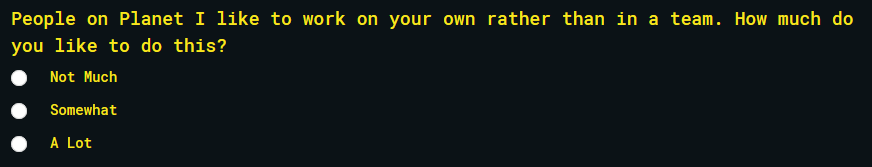 People on Planet I like to work on your own rather than in a team. How much do
you like to do this?
Not Much
Somewhat
A Lot